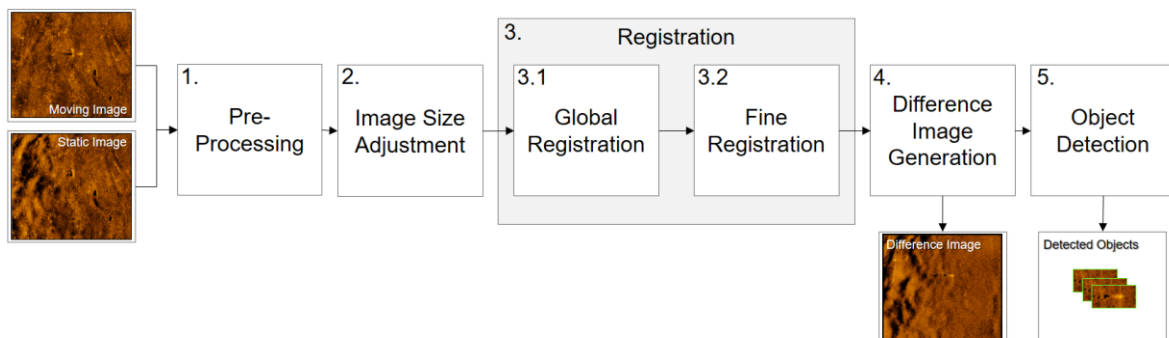 Moving Image
Static Image
1.
Pre-
Processing
2.
Image Size
Adjustment
3.
Registration
3.1
Global
Registration
3.2
Fine
Registration
4.
Difference
Image
Generation
5.
Object
Detection
Difference Image
Detected Objects